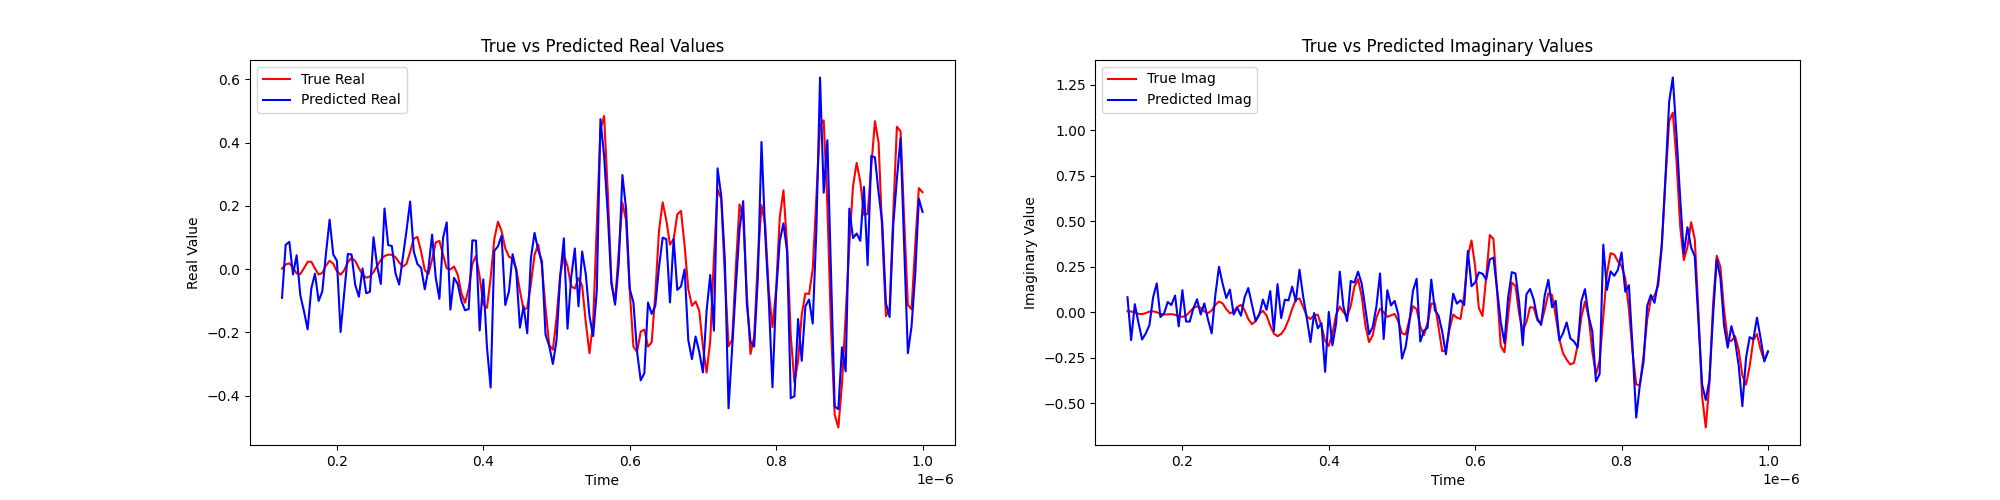 True vs Predicted Real Values
True Real
Predicted Real
Real Value
0.6
0.4
0.2
0.0
−0.2
−0.4
0.2
0.4
0.6
0.8
1.0
1e−6
Time
True vs Predicted Imaginary Values
True Imag
Predicted Imag
Imaginary Value
1.25
1.00
0.75
0.50
0.25
0.00
−0.25
−0.50
0.2
0.4
0.6
0.8
1.0
1e−6
Time